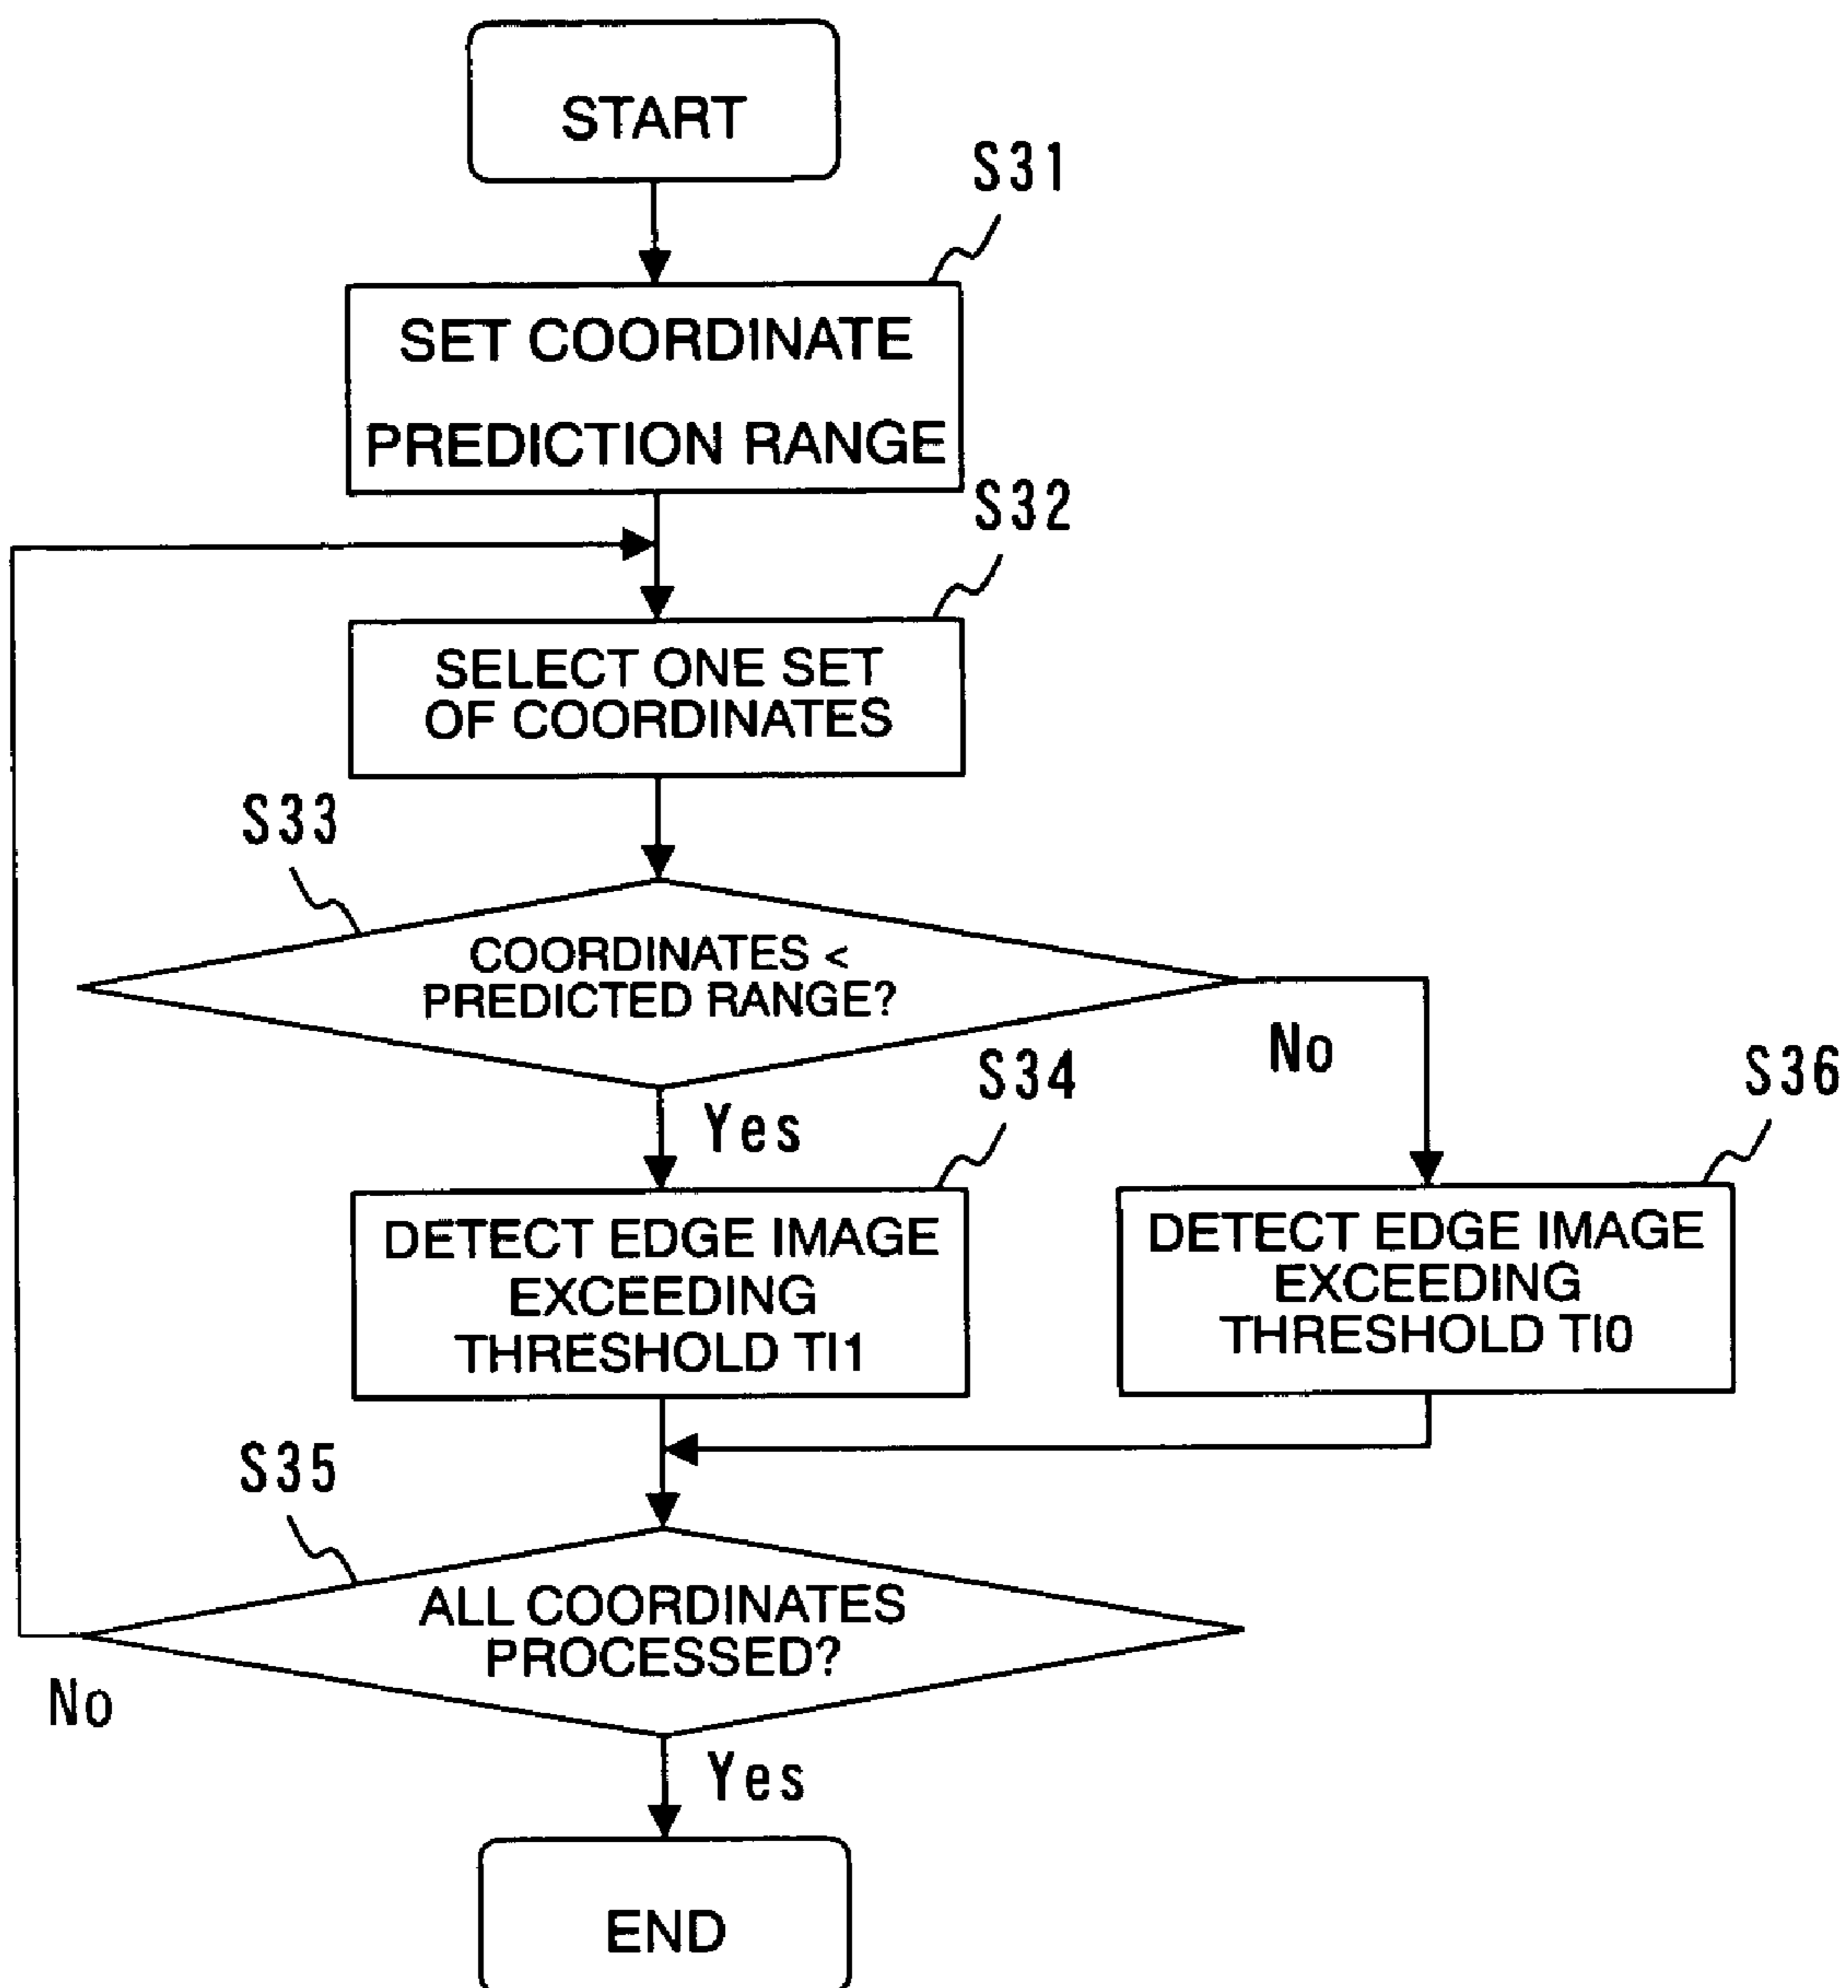 START
S31
SET COORDINATE
PREDICTION RANGE
S32
SELECT ONE SET
OF COORDINATES
S33
COORDINATES <
PREDICTED RANGE?
No
Yes
S34
S36
DETECT EDGE IMAGE
EXCEEDING
THRESHOLD TI1
DETECT EDGE IMAGE
EXCEEDING
THRESHOLD TI0
S35
ALL COORDINATES
PROCESSED?
No
Yes
END